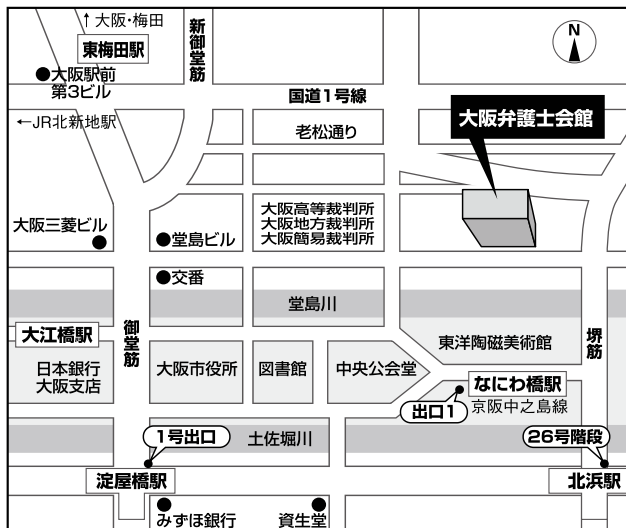 ↑大阪・梅田
東梅田駅
新御堂筋
N
●大阪駅前
第3ビル
国道1号線
←JR北新地駅
老松通り
大阪弁護士会館
大阪三菱ビル
●堂島ビル
大阪高等裁判所
大阪地方裁判所
大阪簡易裁判所
●交番
堂島川
大江橋駅
御堂筋
東洋陶磁美術館
堺筋
日本銀行
大阪支店
大阪市役所
図書館
中央公会堂
なにわ橋駅
出口1
京阪中之島線
1号出口
土佐堀川
26号階段
淀屋橋駅
北浜駅
みずほ銀行
資生堂